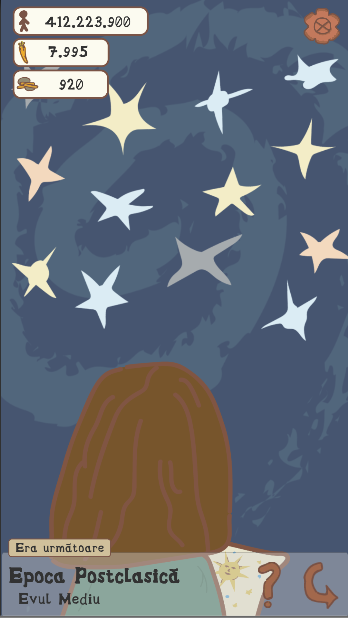 412.223.900
7.995
920
Era următoare
Epoca Postclasică
Evul Mediu
?